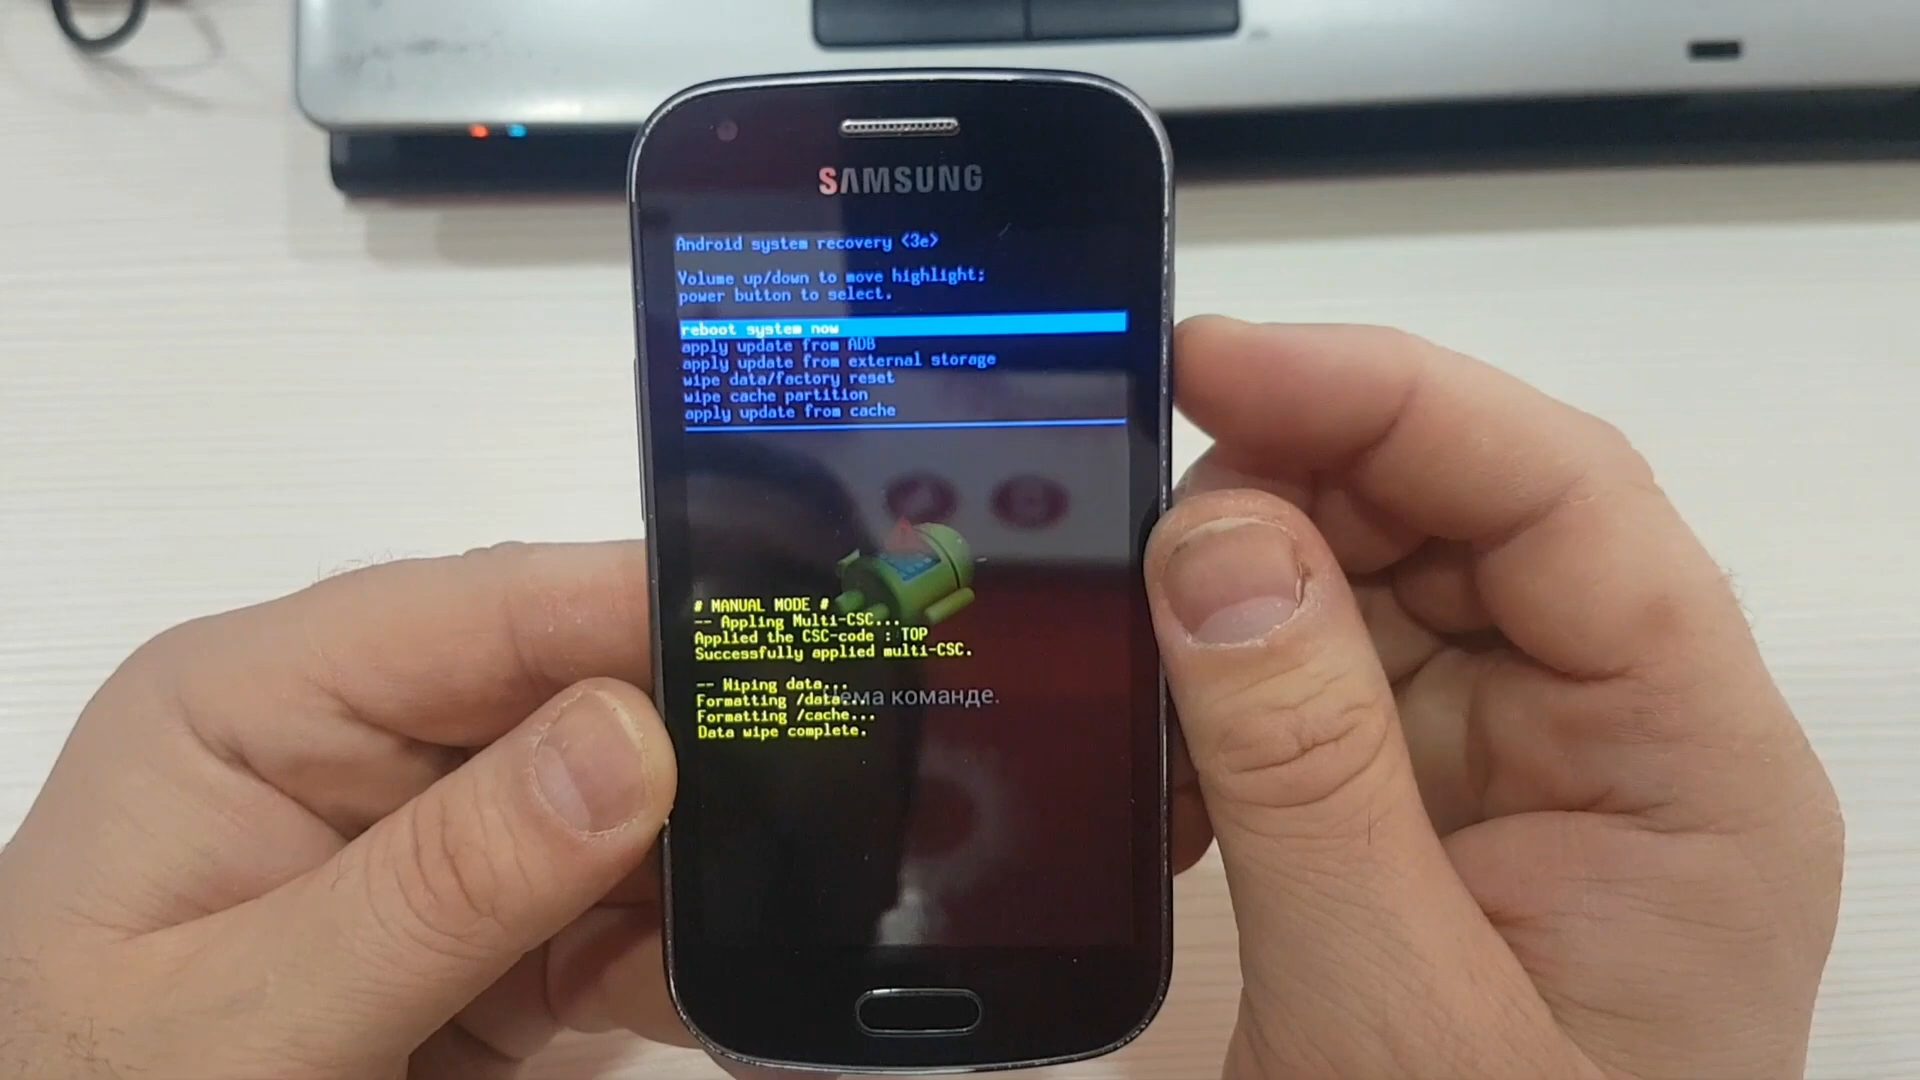 SAMSUNG
Android system recovery <3e>
Volume up/down to move highlight;
power button to select.
reboot system now
apply update from ADB
apply update from external storage
wipe data/factory reset
wipe cache partition
apply update from cache
# MANUAL MODE #
-- Appling Multi-CSC...
Applied the CSC-code : TOP
Successfully applied multi-CSC.
-- Wiping data...
Formatting /data...
команде.
Formatting /cache...
Data wipe complete.